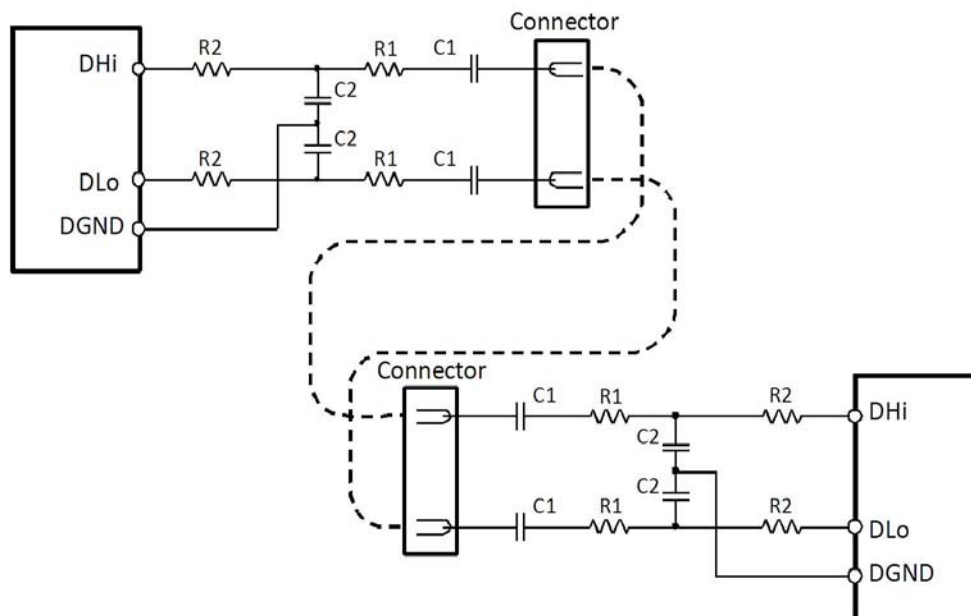 Connector
DHi
R2
R1
C1
C2
C2
R2
R1
C1
DLo
DGND
Connector
C1
R1
R2
DHi
C2
C2
C1
R1
R2
DLo
DGND